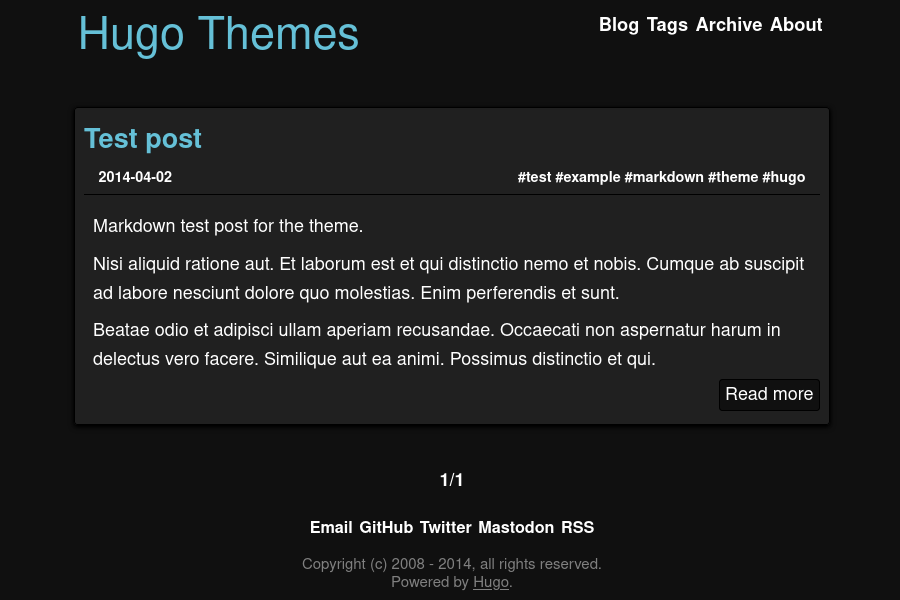 Hugo Themes
Blog Tags Archive About
Test post
2014-04-02
#test #example #markdown #theme #hugo
Markdown test post for the theme.
Nisi aliquid ratione aut. Et laborum est et qui distinctio nemo et nobis. Cumque ab suscipit
ad labore nesciunt dolore quo molestias. Enim perferendis et sunt.
Beatae odio et adipisci ullam aperiam recusandae. Occaecati non aspernatur harum in
delectus vero facere. Similique aut ea animi. Possimus distinctio et qui.
Read more
1/1
Email GitHub Twitter Mastodon RSS
Copyright (c) 2008 - 2014, all rights reserved.
Powered by Hugo.